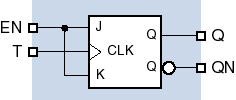 EN J Q Q
T CLK
K Q QN